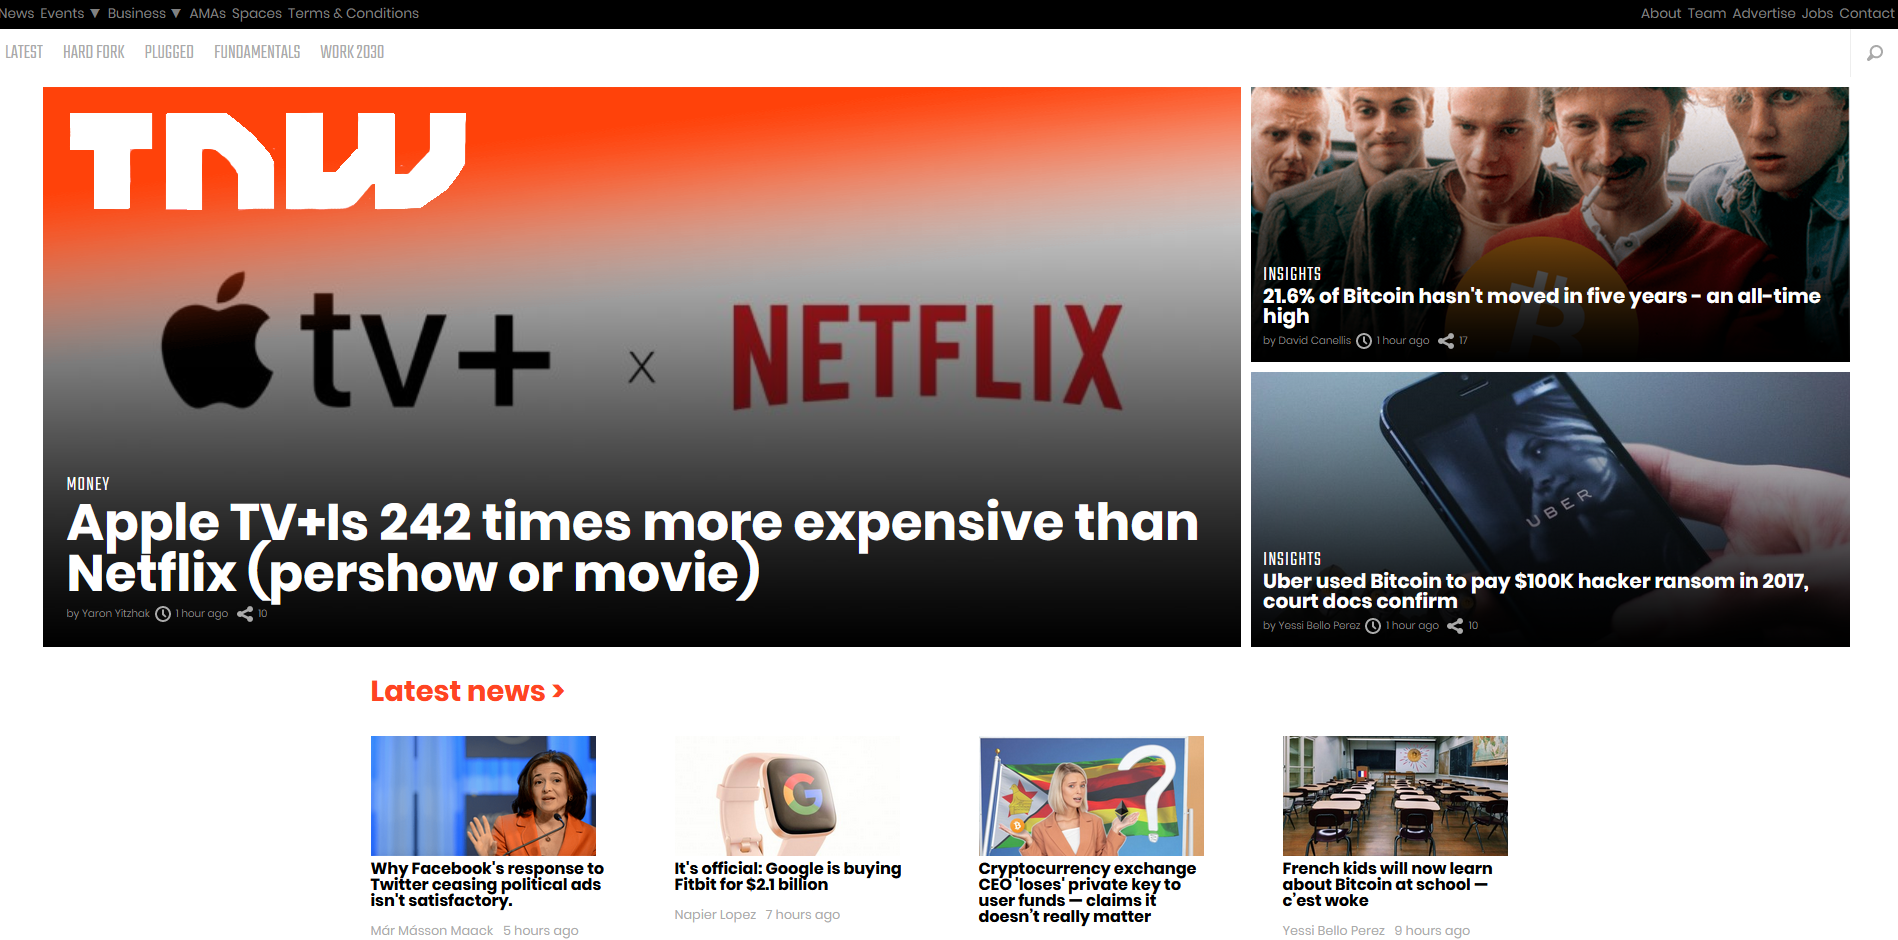 News Events ▼ Business ▼ AMAs Spaces Terms & Conditions
About Team Advertise Jobs Contact
LATEST HARD FORK PLUGGED FUNDAMENTALS WORK 2030
TNW
tv+ x NETFLIX
MONEY
Apple TV+Is 242 times more expensive than
Netflix (pershow or movie)
by Yaron Yitzhak 1 hour ago 10
INSIGHTS
21.6% of Bitcoin hasn't moved in five years - an all-time
high
by David Canellis 1 hour ago 17
UBER
INSIGHTS
Uber used Bitcoin to pay $100K hacker ransom in 2017,
court docs confirm
by Yessi Bello Perez 1 hour ago 10
Latest news >
Why Facebook's response to
Twitter ceasing political ads
isn't satisfactory.
Már Másson Maack 5 hours ago
It's official: Google is buying
Fitbit for $2.1 billion
Napier Lopez 7 hours ago
Cryptocurrency exchange
CEO 'loses' private key to
user funds — claims it
doesn't really matter
French kids will now learn
about Bitcoin at school —
c'est woke
Yessi Bello Perez 9 hours ago